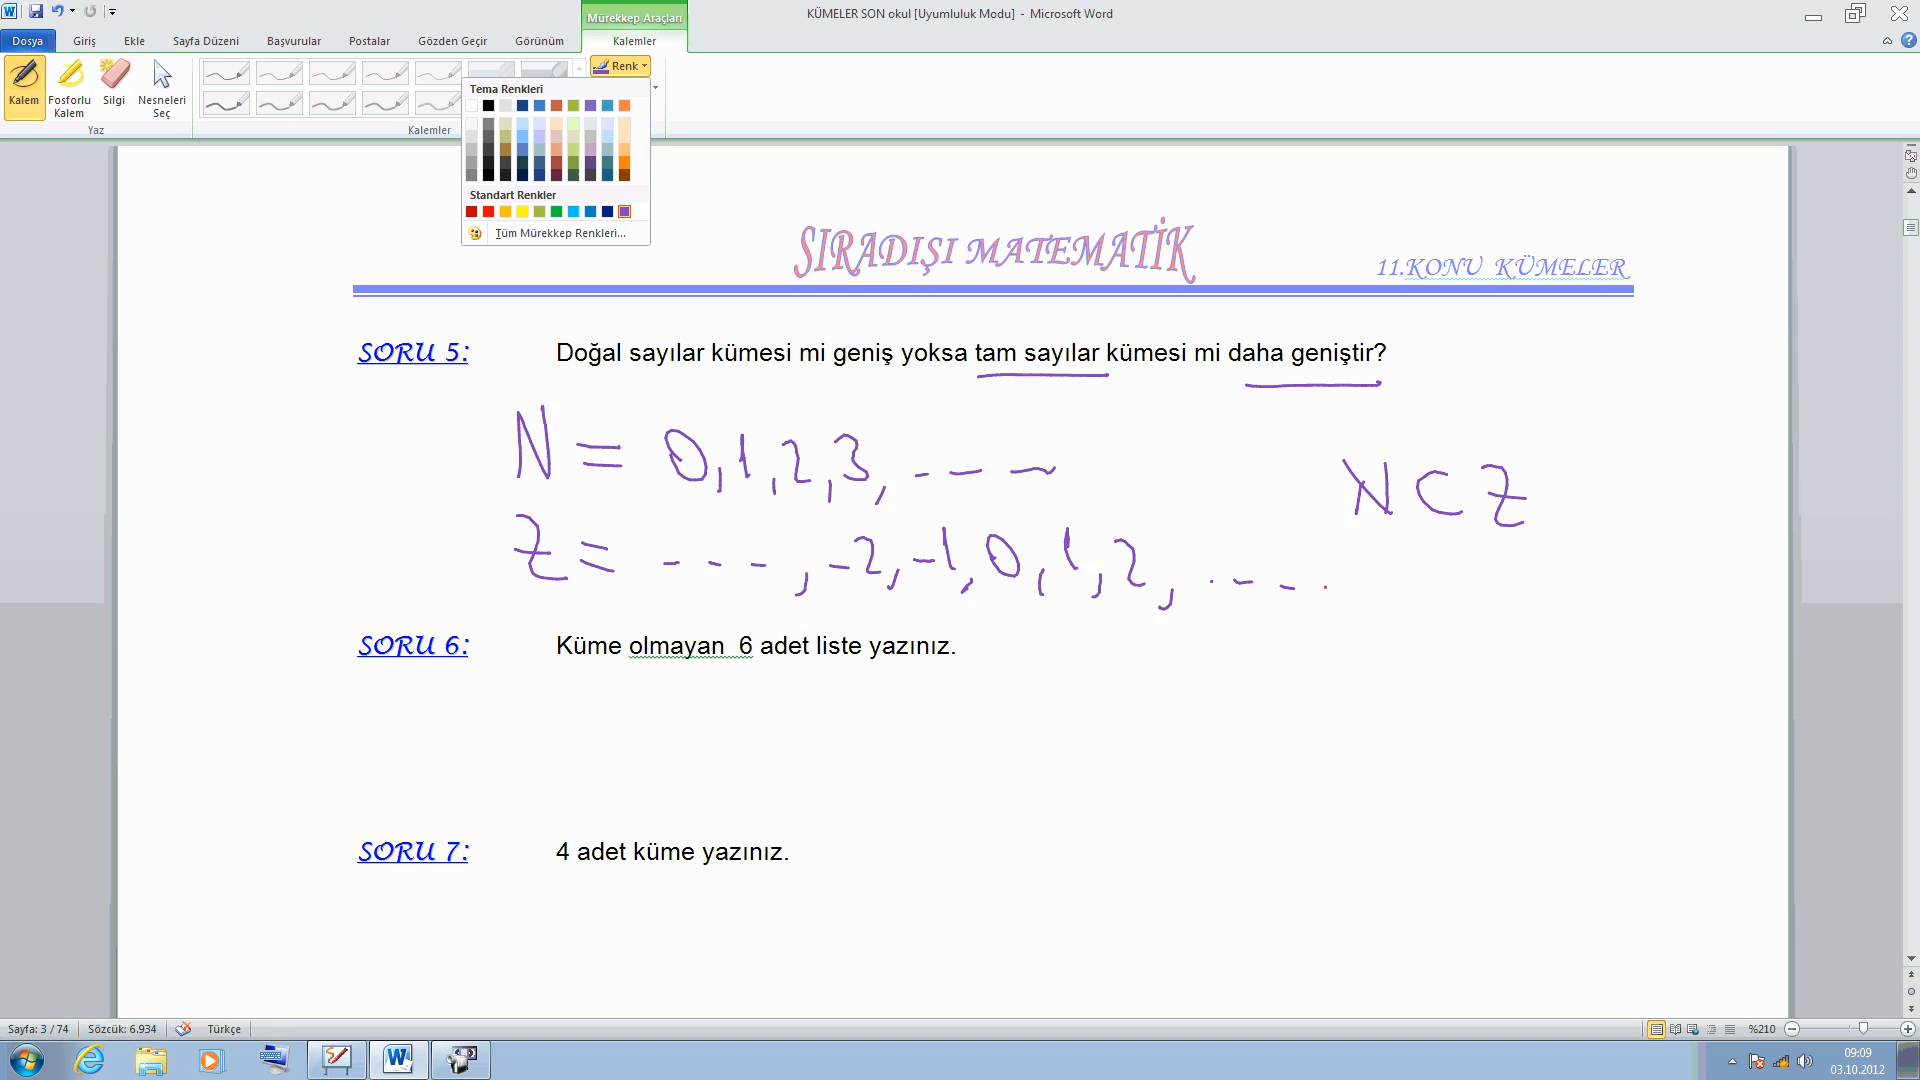 KÜMELER SON okul [Uyumluluk Modu] - Microsoft Word
Mürekkep Araçları
Dosya Giriş Ekle Sayfa Düzeni Başvurular Postalar Gözden Geçir Görünüm Kalemler
Kalem
Fosforlu Kalem
Silgi
Nesneleri Seç
Renk
Yaz
Kalemler
Tema Renkleri
Standart Renkler
Tüm Mürekkep Renkleri...
SIRADIŞI MATEMATİK
11.KONU KÜMELER
SORU 5: Doğal sayılar kümesi mi geniş yoksa tam sayılar kümesi mi daha geniştir?
N = 0,1,2,3, - - -
N ⊂ Z
Z = - - - , -2, -1, 0, 1, 2, . - - .
SORU 6: Küme olmayan 6 adet liste yazınız.
SORU 7: 4 adet küme yazınız.
Sayfa: 3 / 74 Sözcük: 6.934 Türkçe %210
09:09
03.10.2012